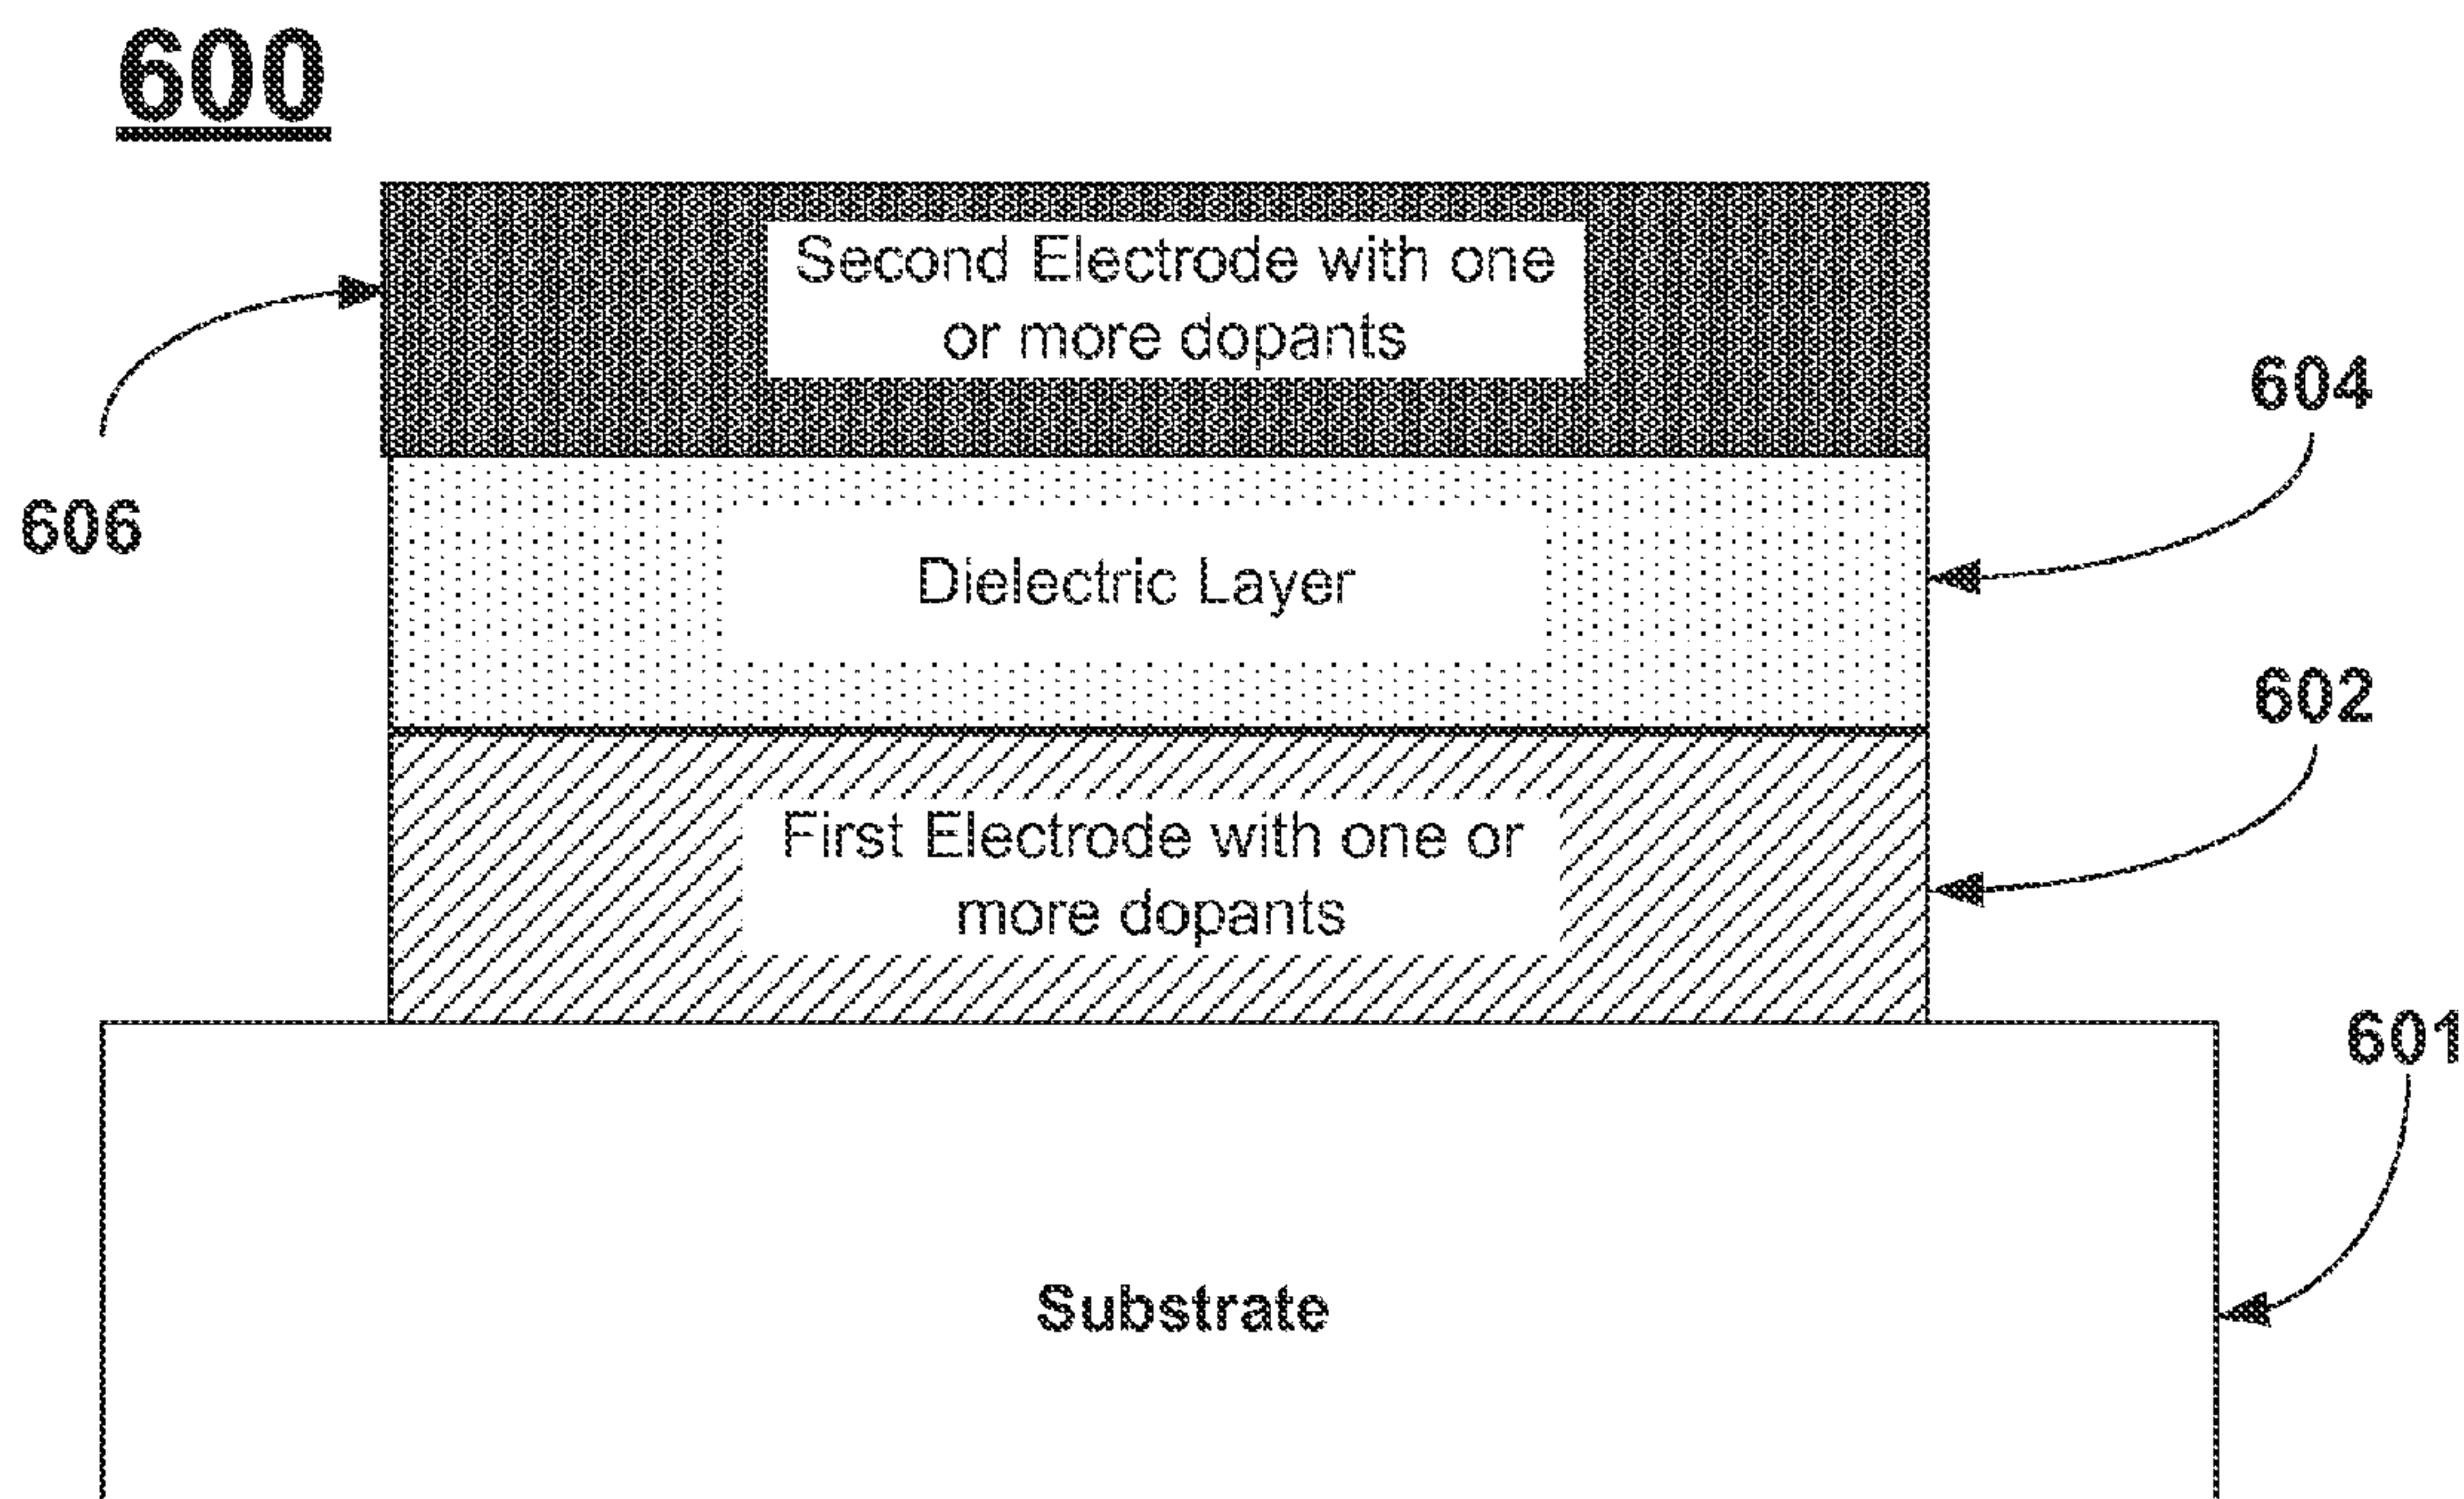 600
Second Electrode with one
or more dopants
604
606
Dielectric Layer
602
First Electrode with one or
more dopants
601
Substrate